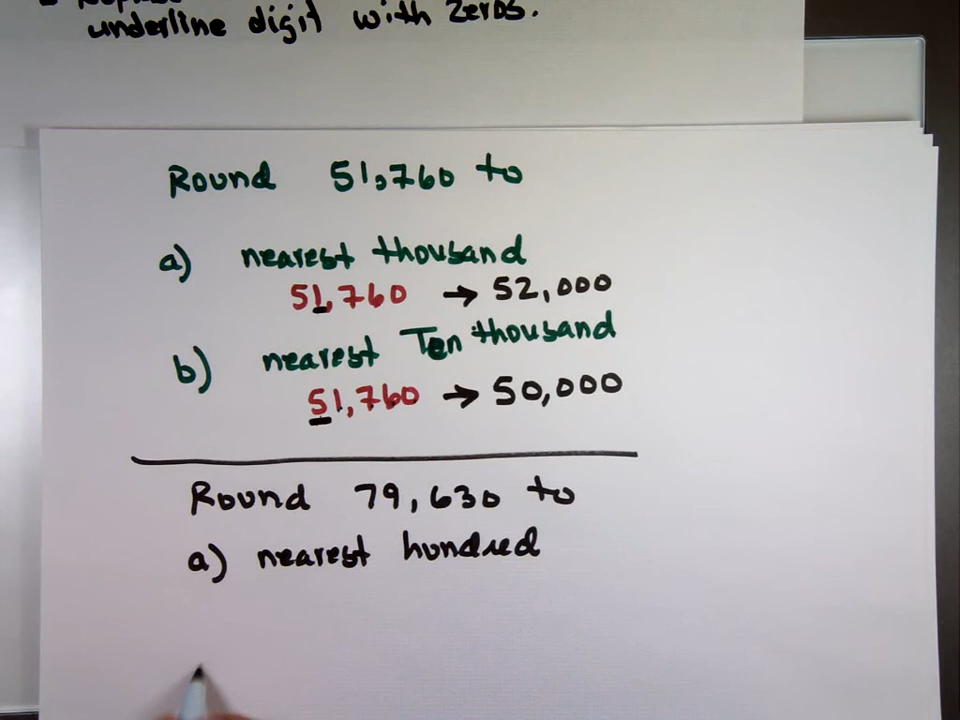 underline digit with zeros.
Round 51,760 to
a) nearest thousand
51,760 → 52,000
b) nearest Ten thousand
51,760 → 50,000
Round 79,630 to
a) nearest hundred